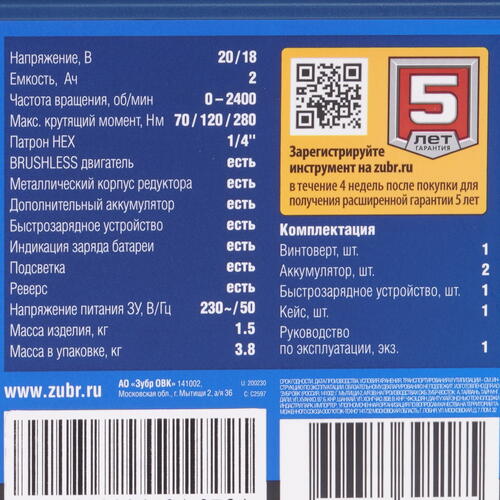 Напряжение, В 20/18
Емкость, Ач 2
Частота вращения, об/мин 0–2400
Макс. крутящий момент, Нм 70/120/280
Патрон HEX 1/4"
BRUSHLESS двигатель есть
Металлический корпус редуктора есть
Дополнительный аккумулятор есть
Быстрозарядное устройство есть
Индикация заряда батареи есть
Подсветка есть
Реверс есть
Напряжение питания ЗУ, В/Гц 230~/50
Масса изделия, кг 1.5
Масса в упаковке, кг 3.8
www.zubr.ru
АО «Зубр ОВК» 141002,
Московская обл., г. Мытищи 2, а/я 36
U: 200230
C: C2597
5
ЛЕТ
ГАРАНТИЯ
Зарегистрируйте
инструмент на zubr.ru
в течение 4 недель после покупки для
получения расширенной гарантии 5 лет
Комплектация
Винтоверт, шт. 1
Аккумулятор, шт. 2
Быстрозарядное устройство, шт. 1
Кейс, шт. 1
Руководство
по эксплуатации, экз. 1